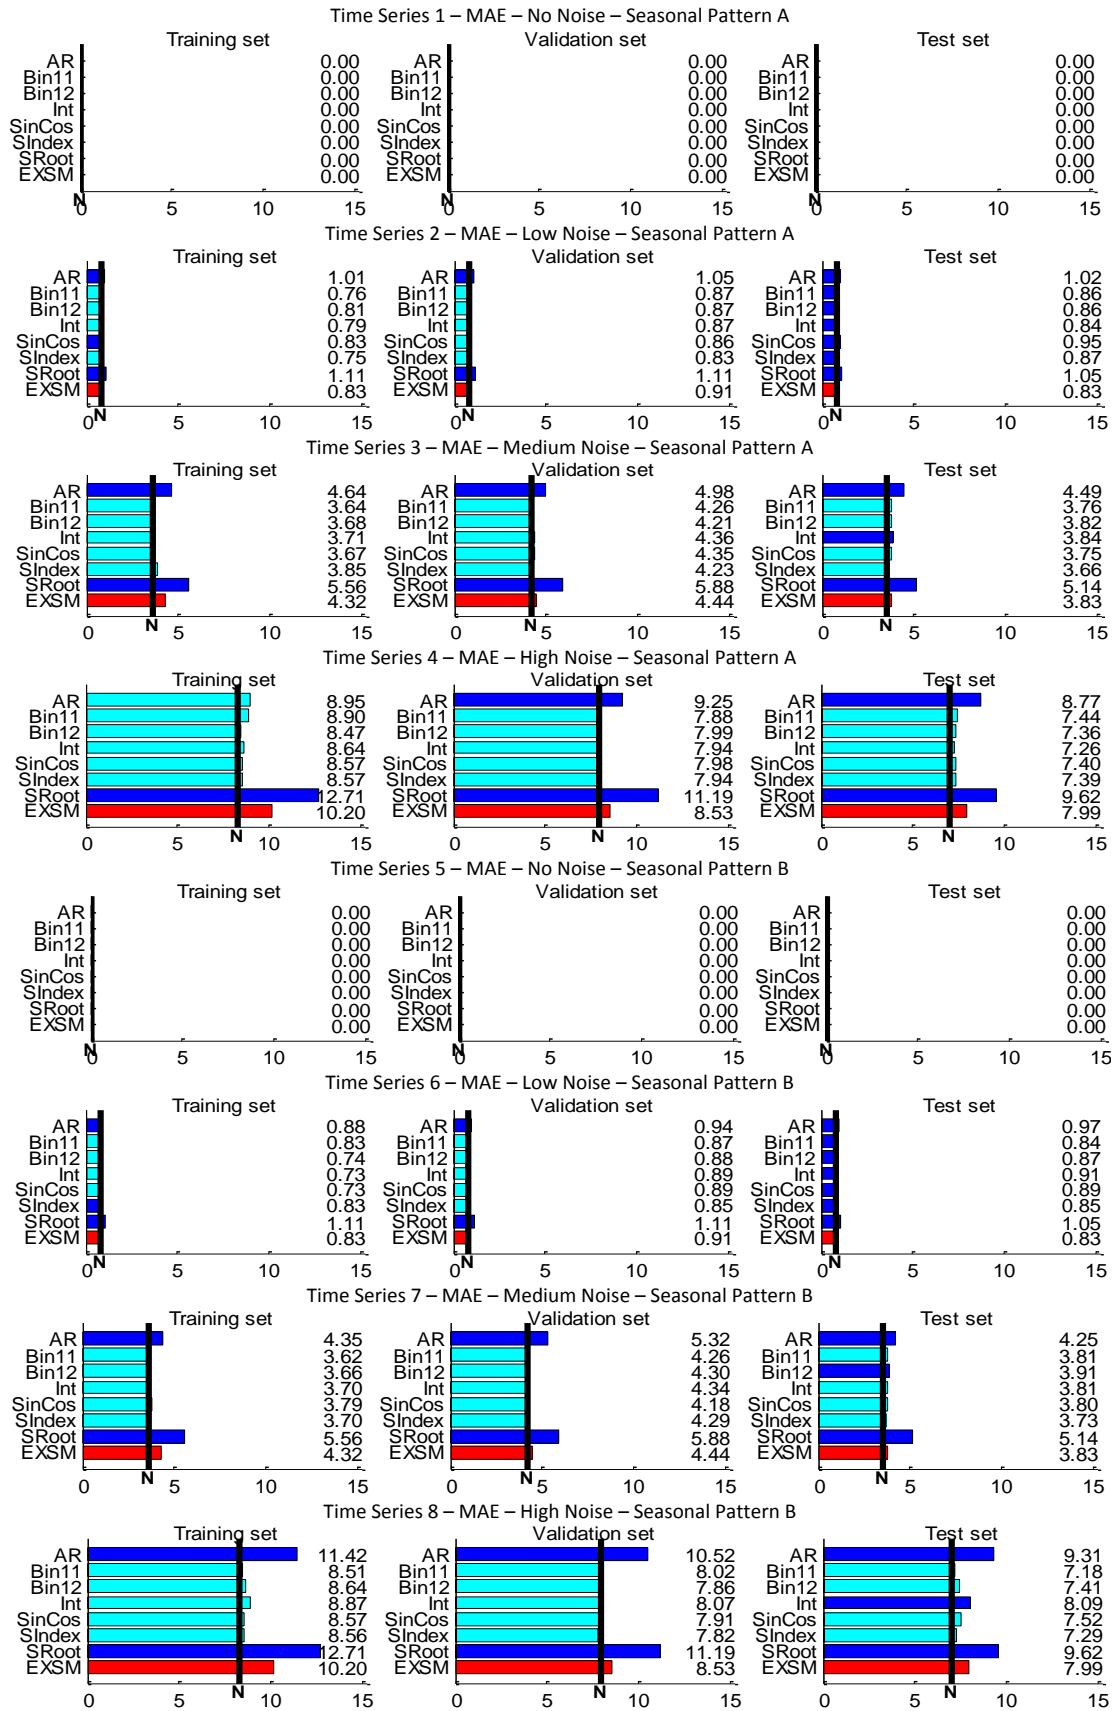 Time Series 1 – MAE – No Noise – Seasonal Pattern A
Training set Validation set Test set
AR 0.00 AR 0.00 AR 0.00
Bin11 0.00 Bin11 0.00 Bin11 0.00
Bin12 0.00 Bin12 0.00 Bin12 0.00
Int 0.00 Int 0.00 Int 0.00
SinCos 0.00 SinCos 0.00 SinCos 0.00
SIndex 0.00 SIndex 0.00 SIndex 0.00
SRoot 0.00 SRoot 0.00 SRoot 0.00
EXSM 0.00 EXSM 0.00 EXSM 0.00
N N N
0 5 10 15 0 5 10 15 0 5 10 15
Time Series 2 – MAE – Low Noise – Seasonal Pattern A
Training set Validation set Test set
AR 1.01 AR 1.05 AR 1.02
Bin11 0.76 Bin11 0.87 Bin11 0.86
Bin12 0.81 Bin12 0.87 Bin12 0.86
Int 0.79 Int 0.87 Int 0.84
SinCos 0.83 SinCos 0.86 SinCos 0.95
SIndex 0.75 SIndex 0.83 SIndex 0.87
SRoot 1.11 SRoot 1.11 SRoot 1.05
EXSM 0.83 EXSM 0.91 EXSM 0.83
N N N
0 5 10 15 0 5 10 15 0 5 10 15
Time Series 3 – MAE – Medium Noise – Seasonal Pattern A
Training set Validation set Test set
AR 4.64 AR 4.98 AR 4.49
Bin11 3.64 Bin11 4.26 Bin11 3.76
Bin12 3.68 Bin12 4.21 Bin12 3.82
Int 3.71 Int 4.36 Int 3.84
SinCos 3.67 SinCos 4.35 SinCos 3.75
SIndex 3.85 SIndex 4.23 SIndex 3.66
SRoot 5.56 SRoot 5.88 SRoot 5.14
EXSM 4.32 EXSM 4.44 EXSM 3.83
N N N
0 5 10 15 0 5 10 15 0 5 10 15
Time Series 4 – MAE – High Noise – Seasonal Pattern A
Training set Validation set Test set
AR 8.95 AR 9.25 AR 8.77
Bin11 8.90 Bin11 7.88 Bin11 7.44
Bin12 8.47 Bin12 7.99 Bin12 7.36
Int 8.64 Int 7.94 Int 7.26
SinCos 8.57 SinCos 7.98 SinCos 7.40
SIndex 8.57 SIndex 7.94 SIndex 7.39
SRoot 12.71 SRoot 11.19 SRoot 9.62
EXSM 10.20 EXSM 8.53 EXSM 7.99
N N N
0 5 10 15 0 5 10 15 0 5 10 15
Time Series 5 – MAE – No Noise – Seasonal Pattern B
Training set Validation set Test set
AR 0.00 AR 0.00 AR 0.00
Bin11 0.00 Bin11 0.00 Bin11 0.00
Bin12 0.00 Bin12 0.00 Bin12 0.00
Int 0.00 Int 0.00 Int 0.00
SinCos 0.00 SinCos 0.00 SinCos 0.00
SIndex 0.00 SIndex 0.00 SIndex 0.00
SRoot 0.00 SRoot 0.00 SRoot 0.00
EXSM 0.00 EXSM 0.00 EXSM 0.00
N N N
0 5 10 15 0 5 10 15 0 5 10 15
Time Series 6 – MAE – Low Noise – Seasonal Pattern B
Training set Validation set Test set
AR 0.88 AR 0.94 AR 0.97
Bin11 0.83 Bin11 0.87 Bin11 0.84
Bin12 0.74 Bin12 0.88 Bin12 0.87
Int 0.73 Int 0.89 Int 0.91
SinCos 0.73 SinCos 0.89 SinCos 0.89
SIndex 0.83 SIndex 0.85 SIndex 0.85
SRoot 1.11 SRoot 1.11 SRoot 1.05
EXSM 0.83 EXSM 0.91 EXSM 0.83
N N N
0 5 10 15 0 5 10 15 0 5 10 15
Time Series 7 – MAE – Medium Noise – Seasonal Pattern B
Training set Validation set Test set
AR 4.35 AR 5.32 AR 4.25
Bin11 3.62 Bin11 4.26 Bin11 3.81
Bin12 3.66 Bin12 4.30 Bin12 3.91
Int 3.70 Int 4.34 Int 3.81
SinCos 3.79 SinCos 4.18 SinCos 3.80
SIndex 3.70 SIndex 4.29 SIndex 3.73
SRoot 5.56 SRoot 5.88 SRoot 5.14
EXSM 4.32 EXSM 4.44 EXSM 3.83
N N N
0 5 10 15 0 5 10 15 0 5 10 15
Time Series 8 – MAE – High Noise – Seasonal Pattern B
Training set Validation set Test set
AR 11.42 AR 10.52 AR 9.31
Bin11 8.51 Bin11 8.02 Bin11 7.18
Bin12 8.64 Bin12 7.86 Bin12 7.41
Int 8.87 Int 8.07 Int 8.09
SinCos 8.57 SinCos 7.91 SinCos 7.52
SIndex 8.56 SIndex 7.82 SIndex 7.29
SRoot 12.71 SRoot 11.19 SRoot 9.62
EXSM 10.20 EXSM 8.53 EXSM 7.99
N N N
0 5 10 15 0 5 10 15 0 5 10 15